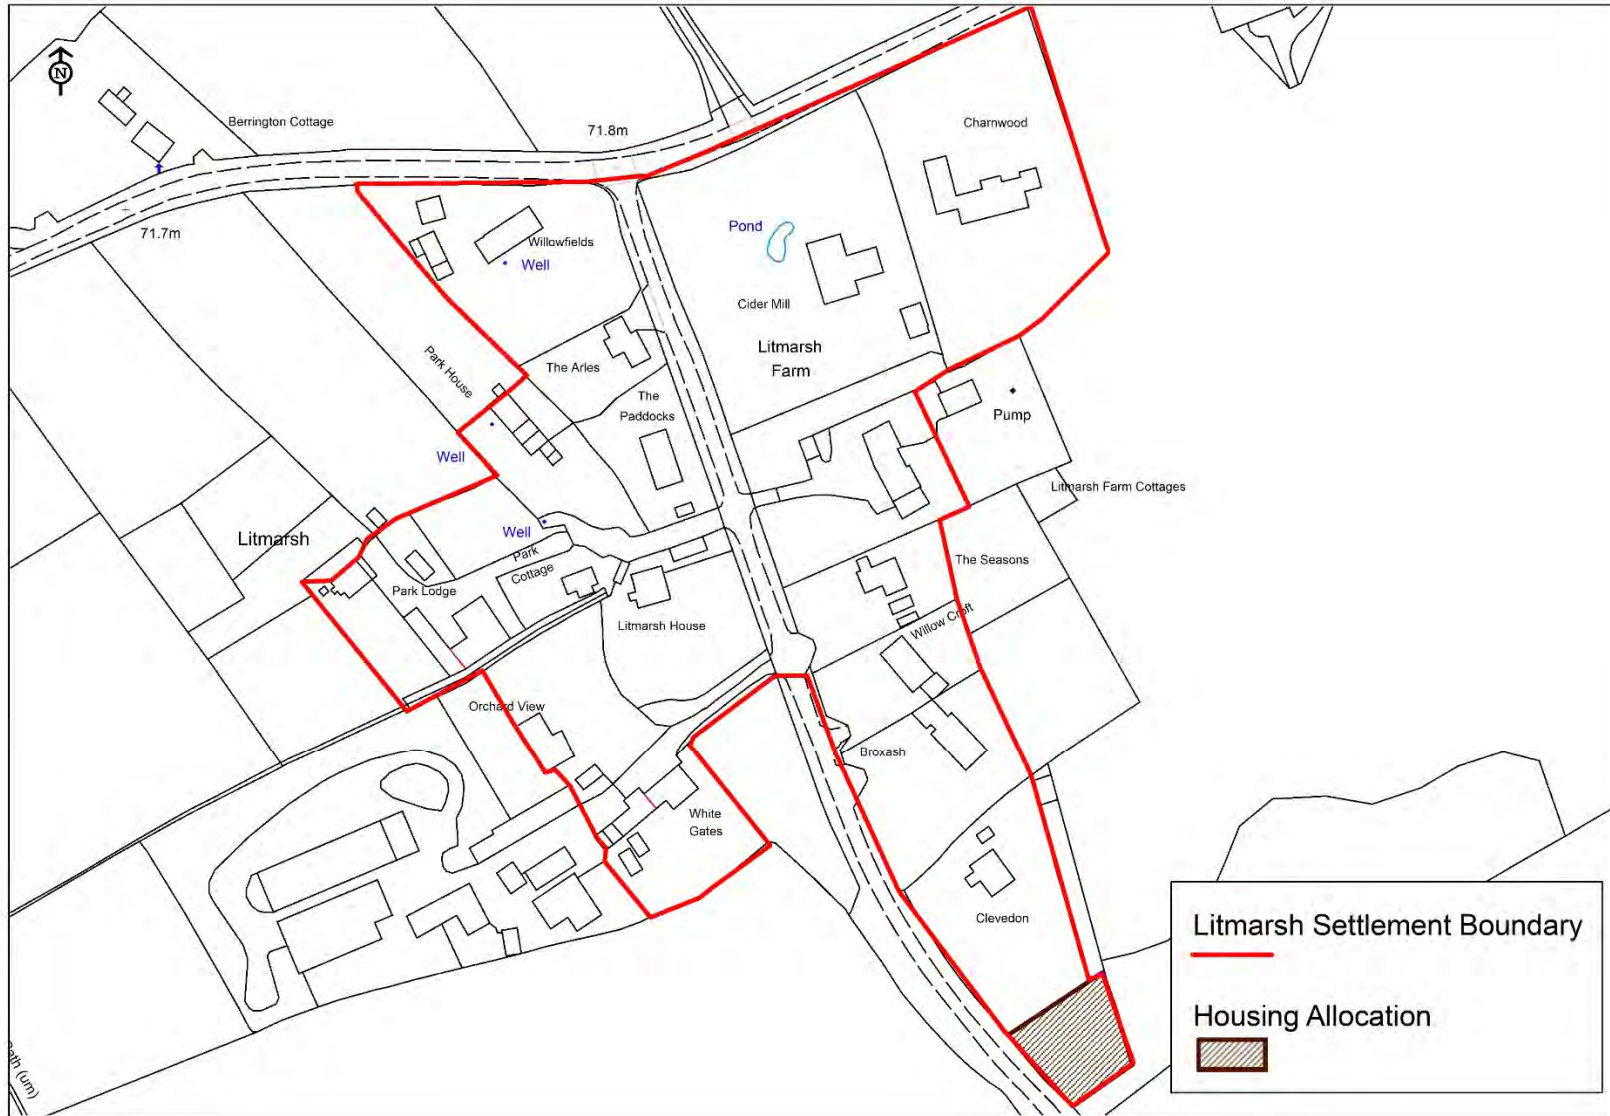 N
Berrington Cottage
71.8m
Charnwood
71.7m
Pond
Willowfields
Well
Cider Mill
Litmarsh
Farm
Park House
The Arles
The
Paddocks
Pump
Well
Litmarsh Farm Cottages
Well
Litmarsh
Park
Cottage
The Seasons
Park Lodge
Litmarsh House
Willow Croft
Orchard View
Broxash
White
Gates
Clevedon
Litmarsh Settlement Boundary
Housing Allocation
Path (um)